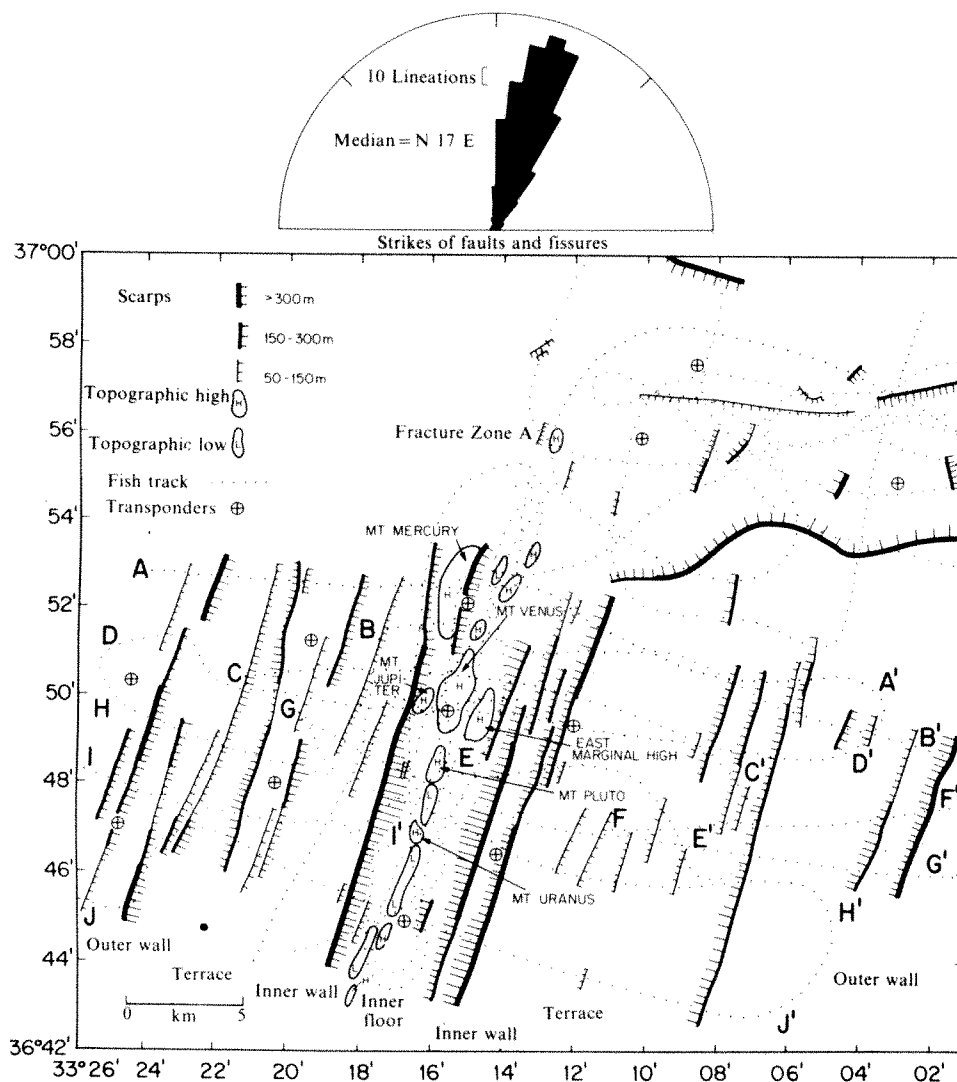 10 Lineations
Median = N 17 E
Strikes of faults and fissures
37°00'
58'
56'
54'
52'
50'
48'
46'
44'
36°42'
Scarps
>300m
150-300m
50-150m
Topographic high
H
Topographic low
L
Fish track
Transponders
Fracture Zone A
H
MT MERCURY
H
MT VENUS
H
MT
JUPI
TER
H
H
H
EAST
MARGINAL HIGH
H
MT PLUTO
L
H
MT URANUS
L
L
H
A
D
B
C
H
G
I
E
I'
J
F
A'
B'
D'
C'
F'
E'
G'
H'
J'
Outer wall
Terrace
Inner wall
Inner
floor
Inner wall
Terrace
Outer wall
0 km 5
33°26' 24' 22' 20' 18' 16' 14' 12' 10' 08' 06' 04' 02'